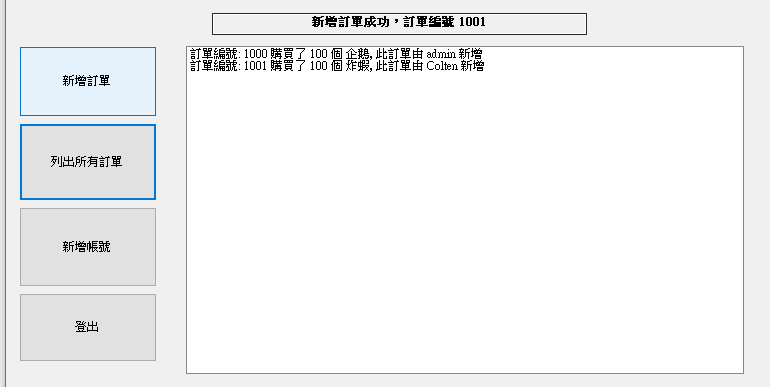 新增訂單成功，訂單編號 1001
訂單編號: 1000 購買了 100 個 企鵝, 此訂單由 admin 新增
訂單編號: 1001 購買了 100 個 炸蝦, 此訂單由 Colten 新增
新增訂單
列出所有訂單
新增帳號
登出